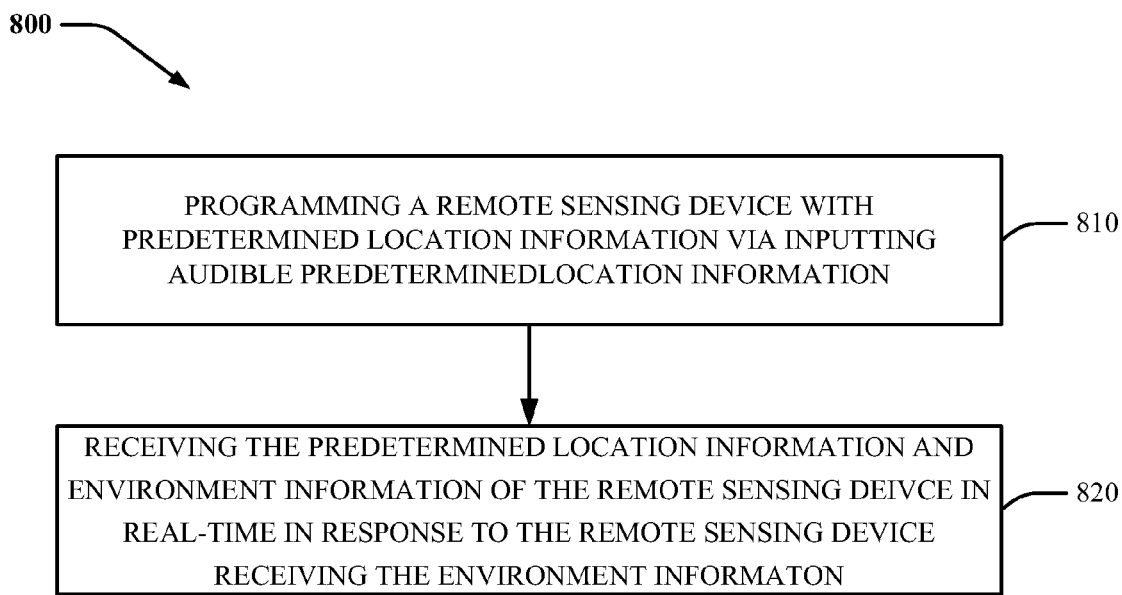 800
PROGRAMMING A REMOTE SENSING DEVICE WITH
PREDETERMINED LOCATION INFORMATION VIA INPUTTING
AUDIBLE PREDETERMINEDLOCATION INFORMATION
810
RECEIVING THE PREDETERMINED LOCATION INFORMATION AND
ENVIRONMENT INFORMATION OF THE REMOTE SENSING DEIVCE IN
REAL-TIME IN RESPONSE TO THE REMOTE SENSING DEVICE
RECEIVING THE ENVIRONMENT INFORMATON
820